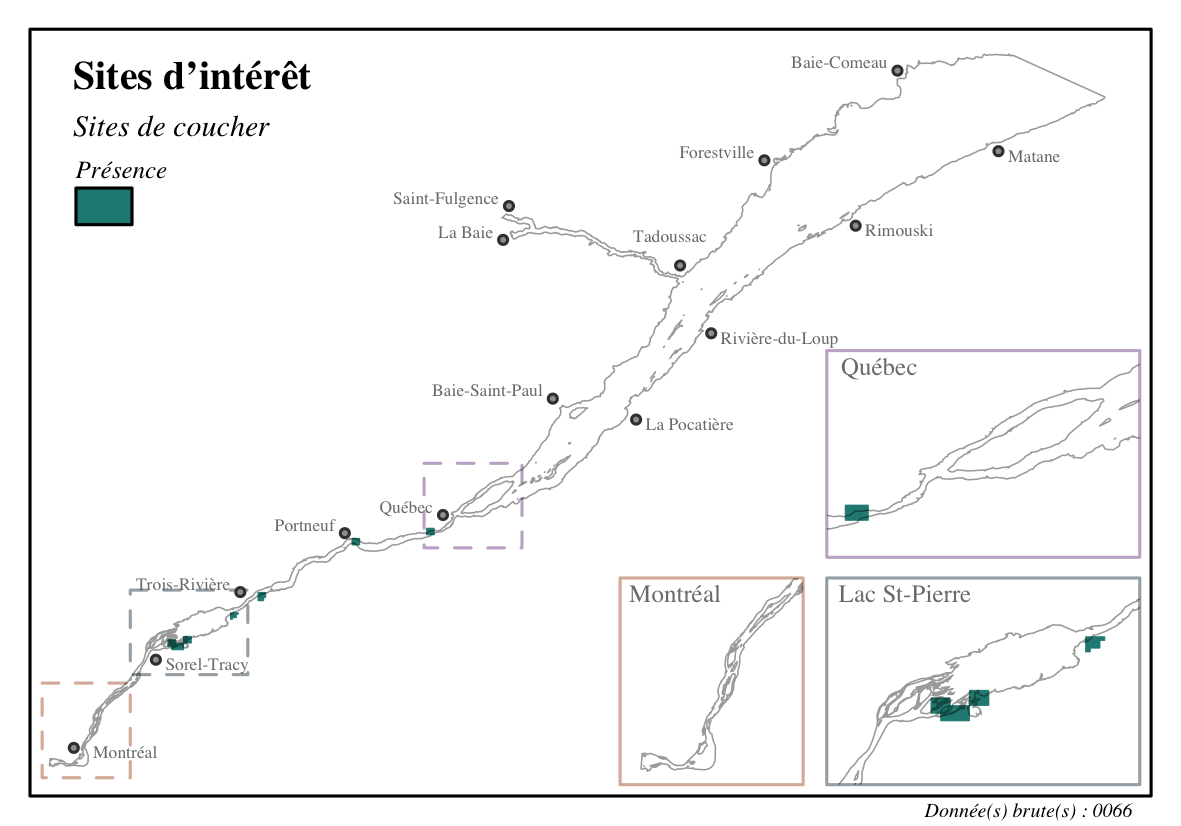 Sites d’intérêt
Sites de coucher
Présence
Baie-Comeau
Forestville
Matane
Saint-Fulgence
La Baie
Tadoussac
Rimouski
Rivière-du-Loup
Baie-Saint-Paul
La Pocatière
Québec
Portneuf
Trois-Rivière
Sorel-Tracy
Montréal
Québec
Montréal
Lac St-Pierre
Donnée(s) brute(s) : 0066